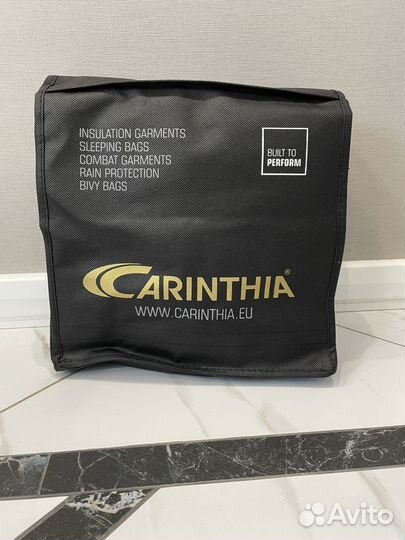 INSULATION GARMENTS
SLEEPING BAGS
COMBAT GARMENTS
RAIN PROTECTION
BIVY BAGS
BUILT TO
PERFORM
CARINTHIA®
WWW.CARINTHIA.EU
Avito